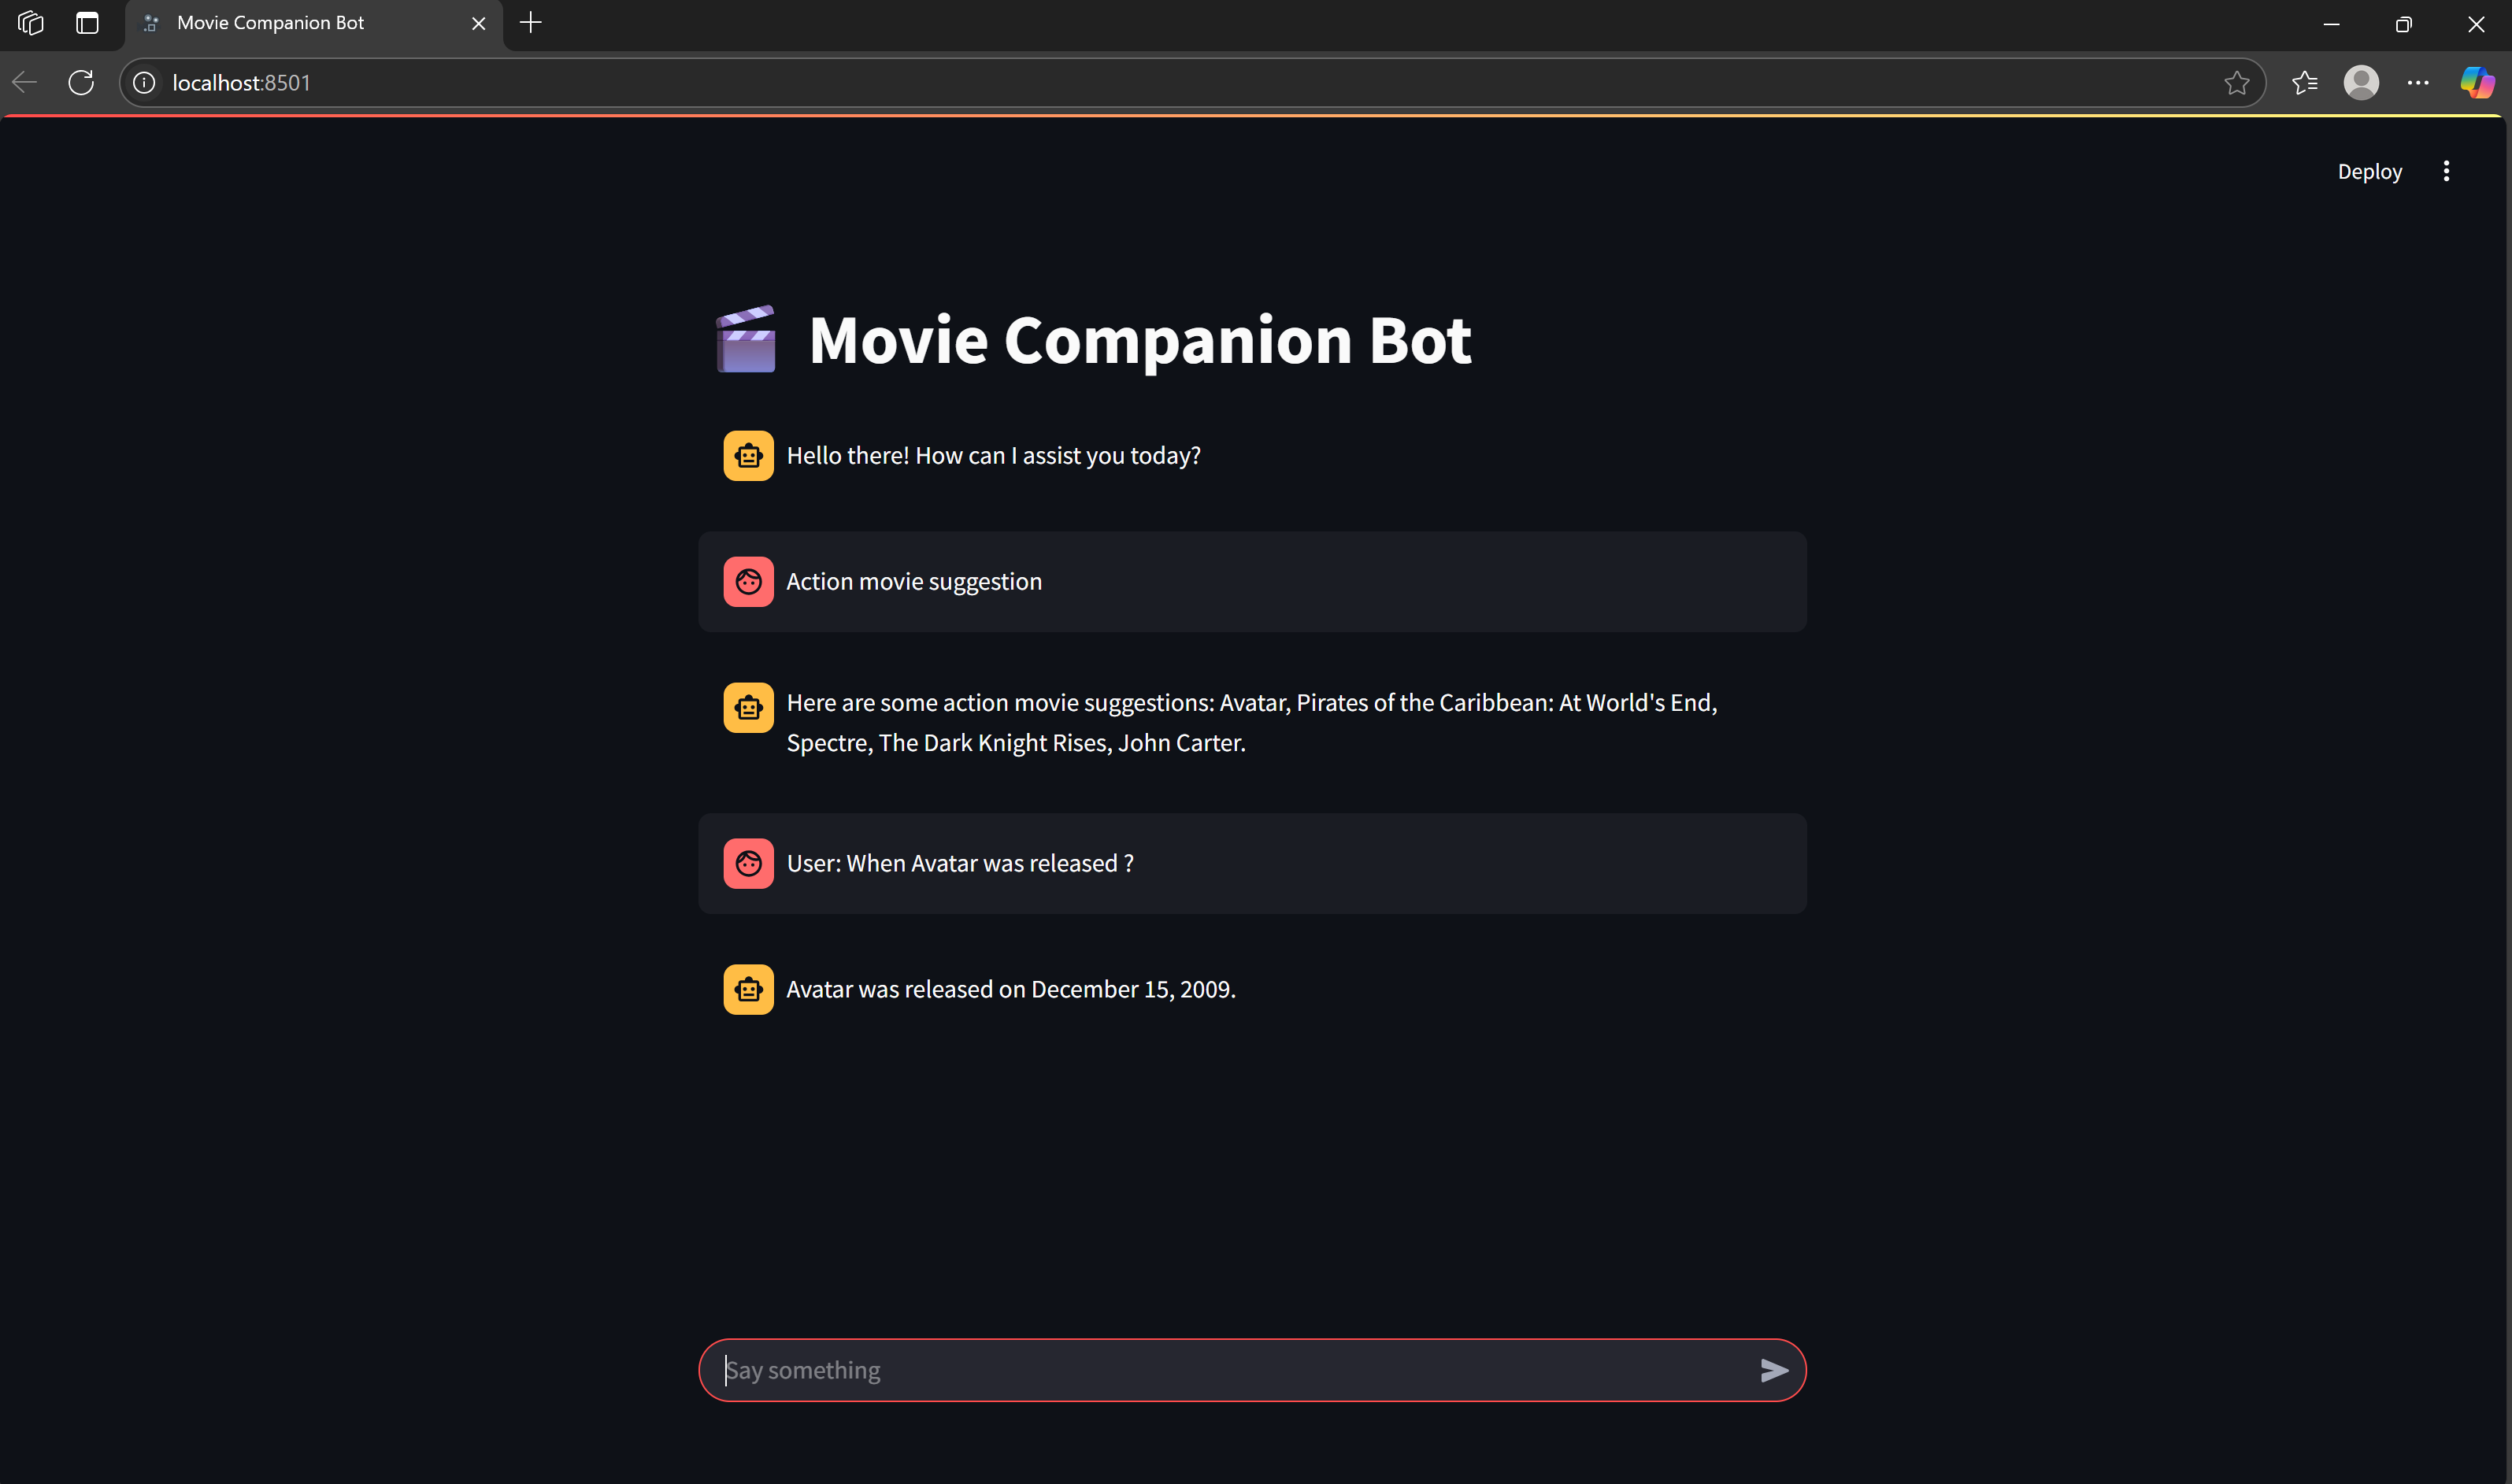 Movie Companion Bot
localhost:8501
Deploy
Movie Companion Bot
Hello there! How can I assist you today?
Action movie suggestion
Here are some action movie suggestions: Avatar, Pirates of the Caribbean: At World's End,
Spectre, The Dark Knight Rises, John Carter.
User: When Avatar was released ?
Avatar was released on December 15, 2009.
Say something